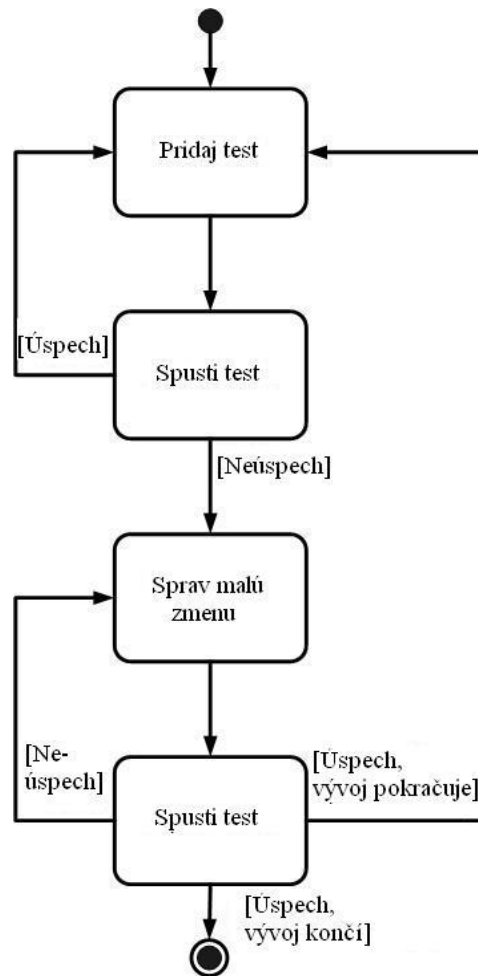 Pridaj test
[Úspech]
Spusti test
[Neúspech]
Sprav malú
zmenu
[Ne-
úspech]
[Úspech,
vývoj pokračuje]
Spusti test
[Úspech,
vývoj končí]